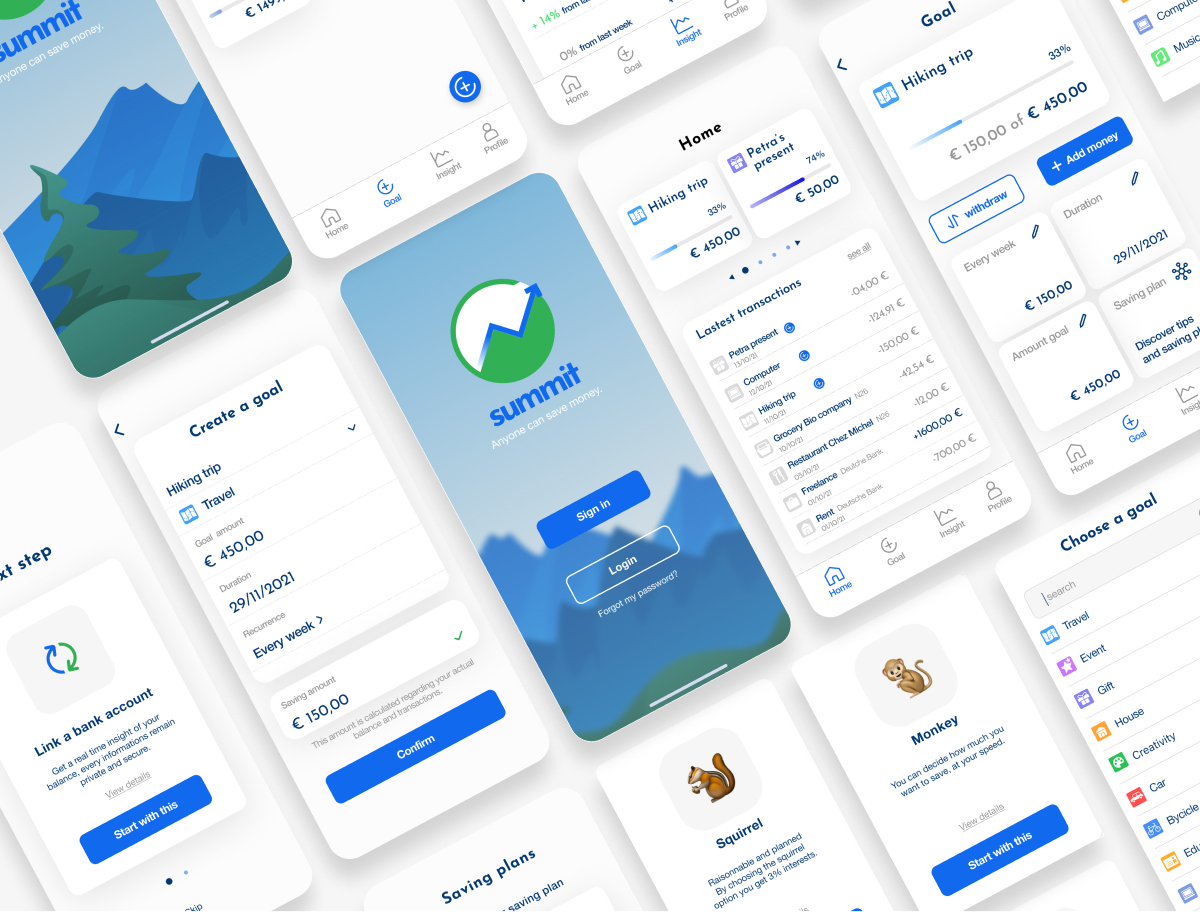 summit
Anyone can save money.
Home
Goal
Insight
Profile
+ 14% from last
0% from last week
Home
Goal
Insight
Profile
Goal
Hiking trip
33%
€ 150,00 of € 450,00
withdraw
+ Add money
Every week
€ 150,00
Duration
29/11/2021
Amount goal
€ 450,00
Saving plan
Discover tips
and saving pl
Home
Goal
Insigh
Music
Home
Hiking trip
33%
€ 450,00
Petra's
present
74%
€ 50,00
Lastest transactions
see all
Petra present
13/10/21
-04,00 €
Computer
12/10/21
-124,91 €
Hiking trip
11/10/21
-150,00 €
Grocery Bio company N26
10/10/21
-42,54 €
Restaurant Chez Michel N26
05/10/21
-12,00 €
Freelance Deutche Bank
01/10/21
+1600,00 €
Rent Deutsche Bank
01/10/21
-700,00 €
Home
Goal
Insight
Profile
summit
Anyone can save money.
Sign in
Login
Forgot my password?
Create a goal
Hiking trip
Travel
Goal amount
€ 450,00
Duration
29/11/2021
Recurrence
Every week >
Saving amount
€ 150,00
This amount is calculated regarding your actual
balance and transactions.
Confirm
xt step
Link a bank account
Get a real time insight of your
balance, every informations remain
private and secure.
View details
Start with this
kip
Saving plans
saving plan
Squirrel
Raisonnable and planned
By choosing the squirrel
option you get 3% interests.
View details
Monkey
You can decide how much you
want to save, at your speed.
View details
Start with this
Choose a goal
search
Travel
Event
Gift
House
Creativity
Car
Bycicle
Edu